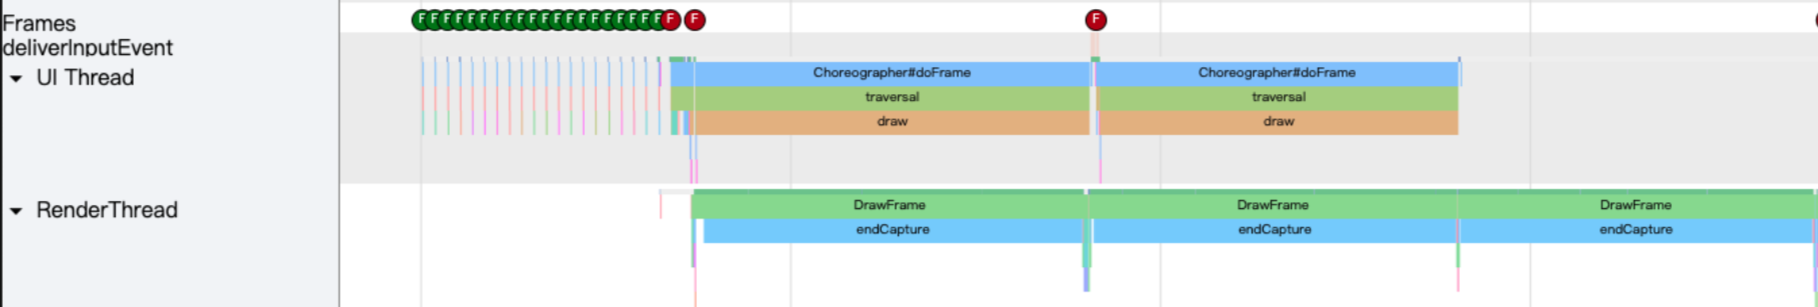 Frames
F F F F F F F F F F F F F F F F F F F F F F F F
deliverInputEvent
UI Thread
Choreographer#doFrame Choreographer#doFrame
traversal traversal
draw draw
RenderThread
DrawFrame DrawFrame DrawFrame
endCapture endCapture endCapture